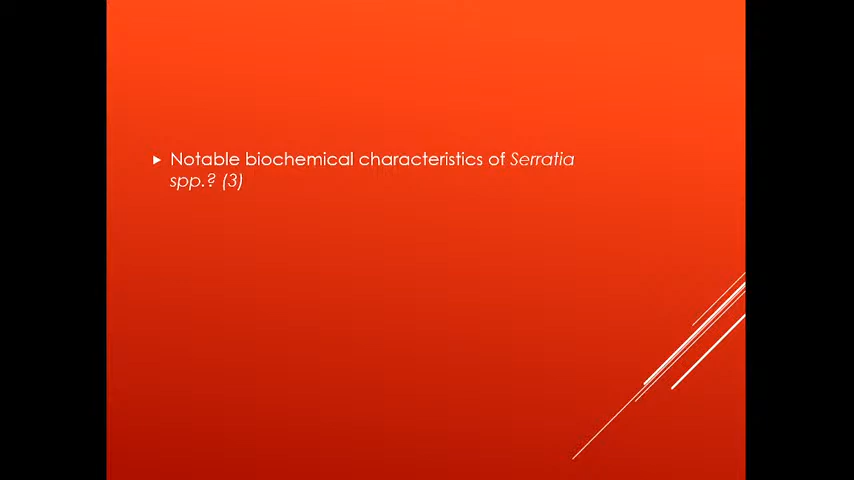 Notable biochemical characteristics of Serratia
spp.? (3)